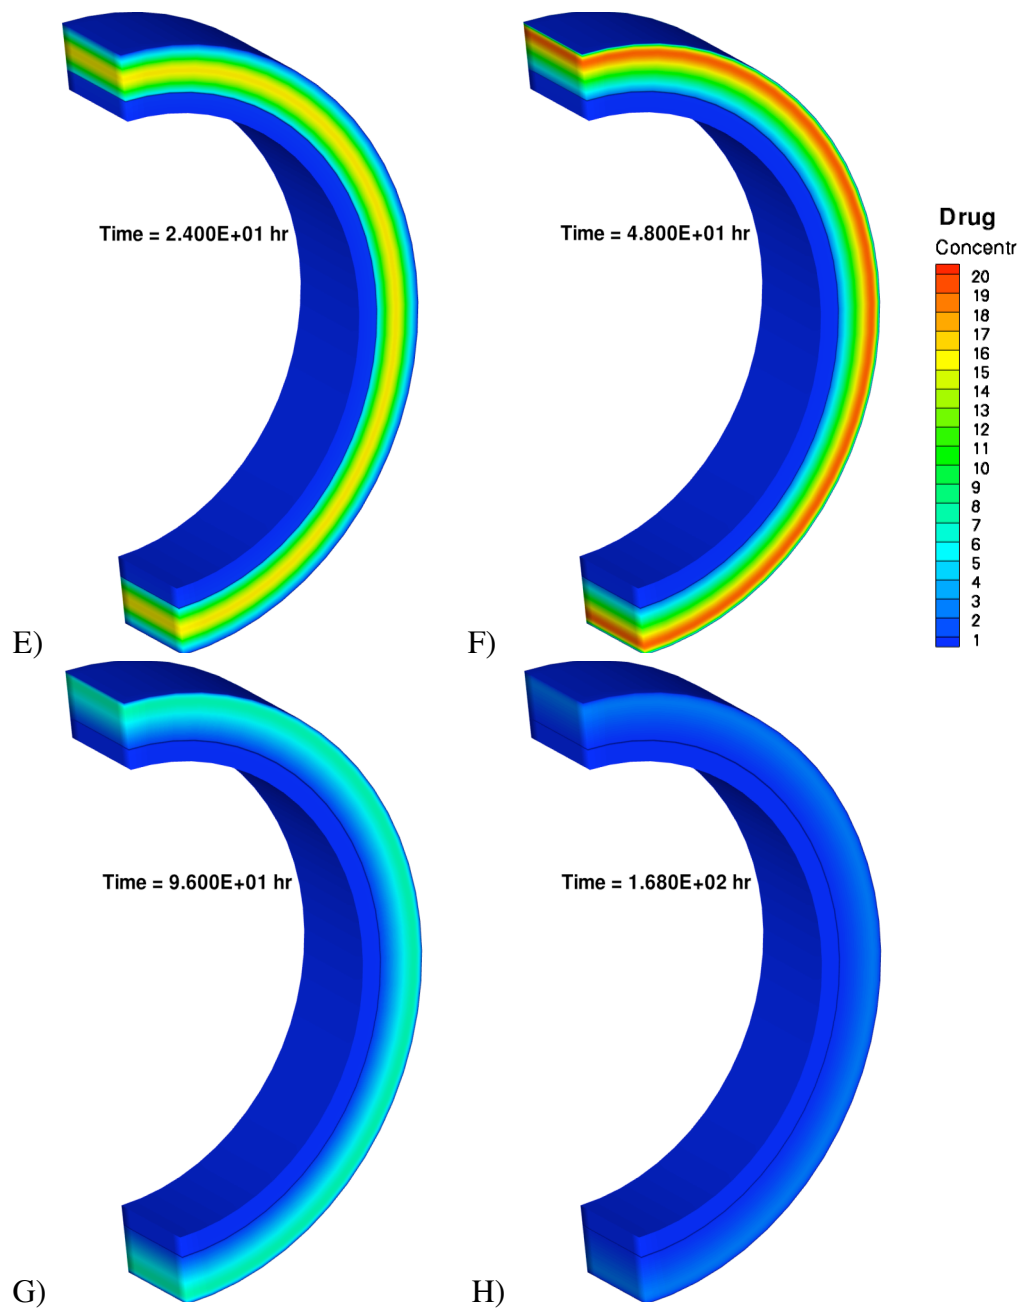 Time = 2.400E+01 hr
Time = 4.800E+01 hr
Drug
Concentr
20
19
18
17
16
15
14
13
12
11
10
9
8
7
6
5
4
3
2
1
E)
F)
Time = 9.600E+01 hr
Time = 1.680E+02 hr
G)
H)